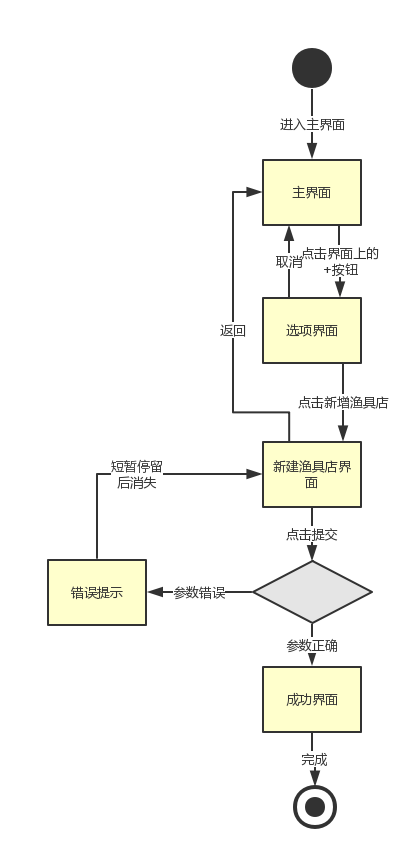 进入主界面
主界面
点击界面上的
+按钮
取消
返回
选项界面
点击新增渔具店
新建渔具店界
面
短暂停留
后消失
点击提交
错误提示
参数错误
参数正确
成功界面
完成